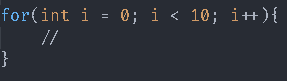 for(int i = 0; i < 10; i++){
    //
}